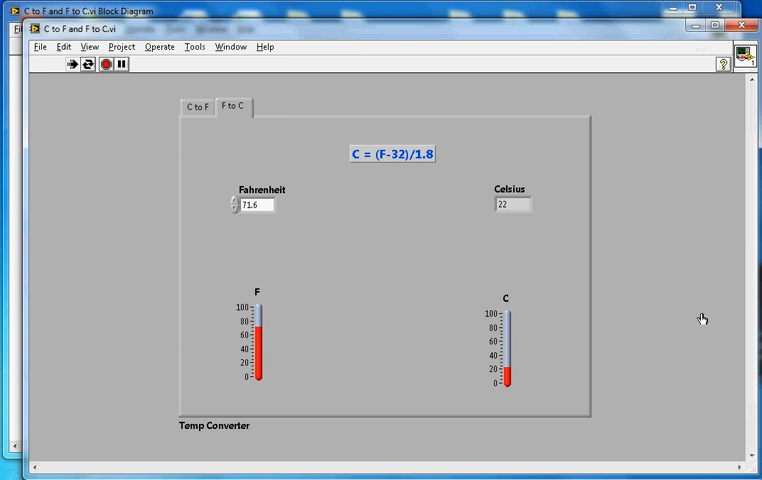 C to F and F to C.vi Block Diagram
C to F and F to C.vi
File Edit View Project Operate Tools Window Help
?
1
C to F F to C
C = (F-32)/1.8
Fahrenheit Celsius
71.6 22
F C
100 100
80 80
60 60
40 40
20 20
0 0
Temp Converter